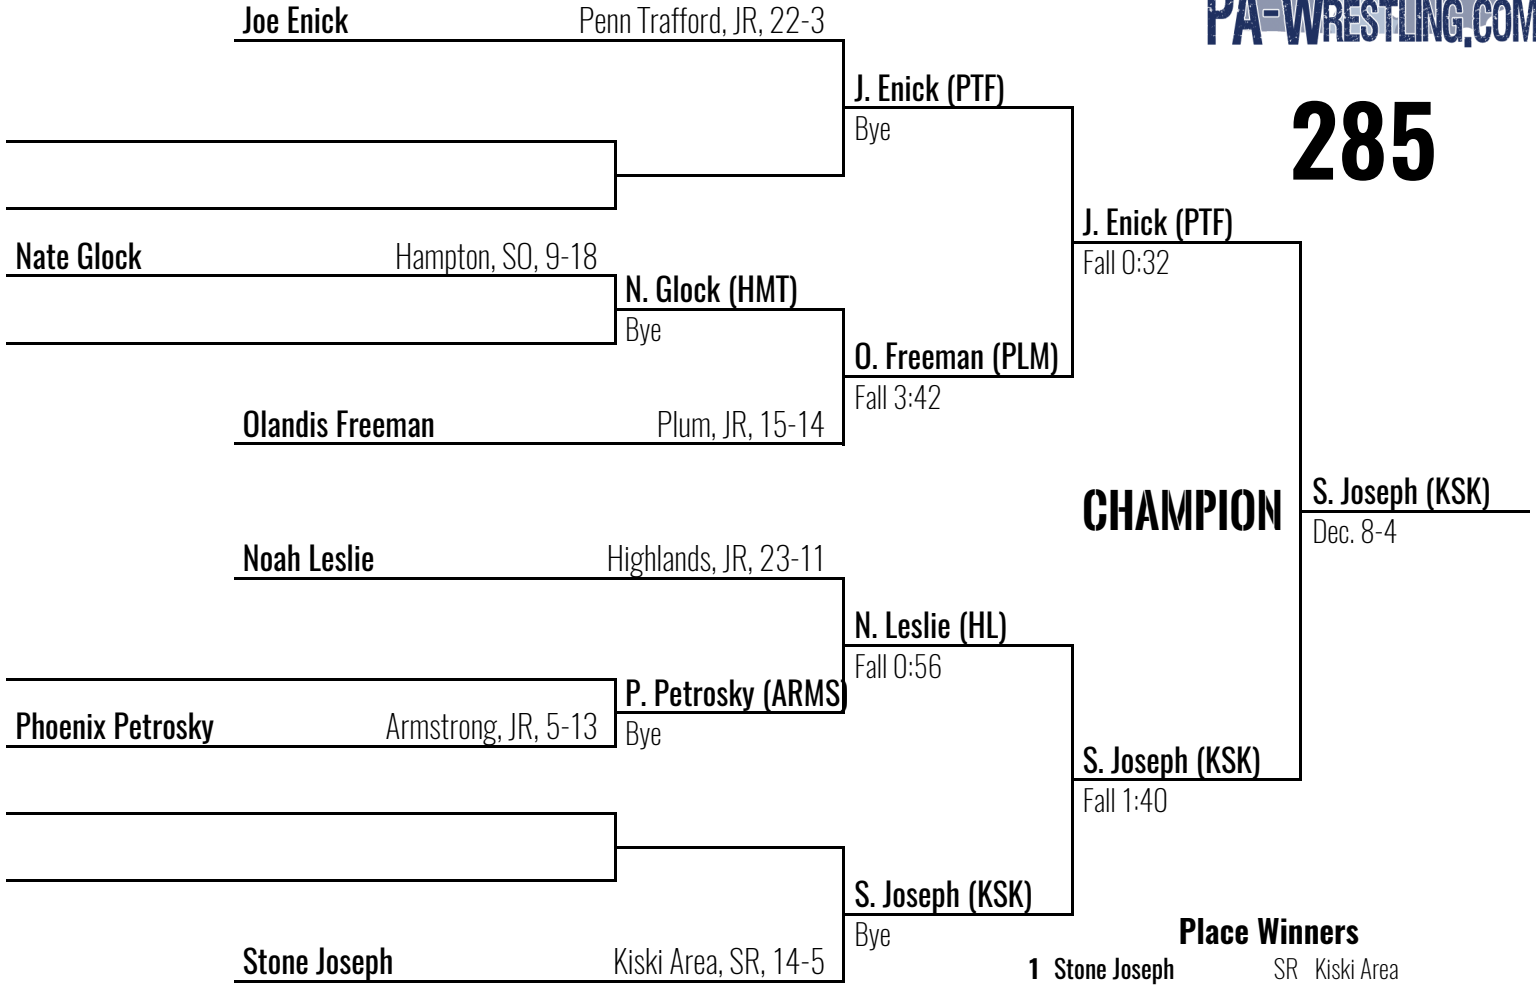 Joe Enick Penn Trafford, JR, 22-3
PA-WRESTLING.COM
J. Enick (PTF)
Bye
285
J. Enick (PTF)
Fall 0:32
Nate Glock Hampton, SO, 9-18
N. Glock (HMT)
Bye
O. Freeman (PLM)
Fall 3:42
Olandis Freeman Plum, JR, 15-14
CHAMPION
S. Joseph (KSK)
Dec. 8-4
Noah Leslie Highlands, JR, 23-11
N. Leslie (HL)
Fall 0:56
P. Petrosky (ARMS)
Bye
Phoenix Petrosky Armstrong, JR, 5-13
S. Joseph (KSK)
Fall 1:40
S. Joseph (KSK)
Bye
Stone Joseph Kiski Area, SR, 14-5
Place Winners
1 Stone Joseph SR Kiski Area